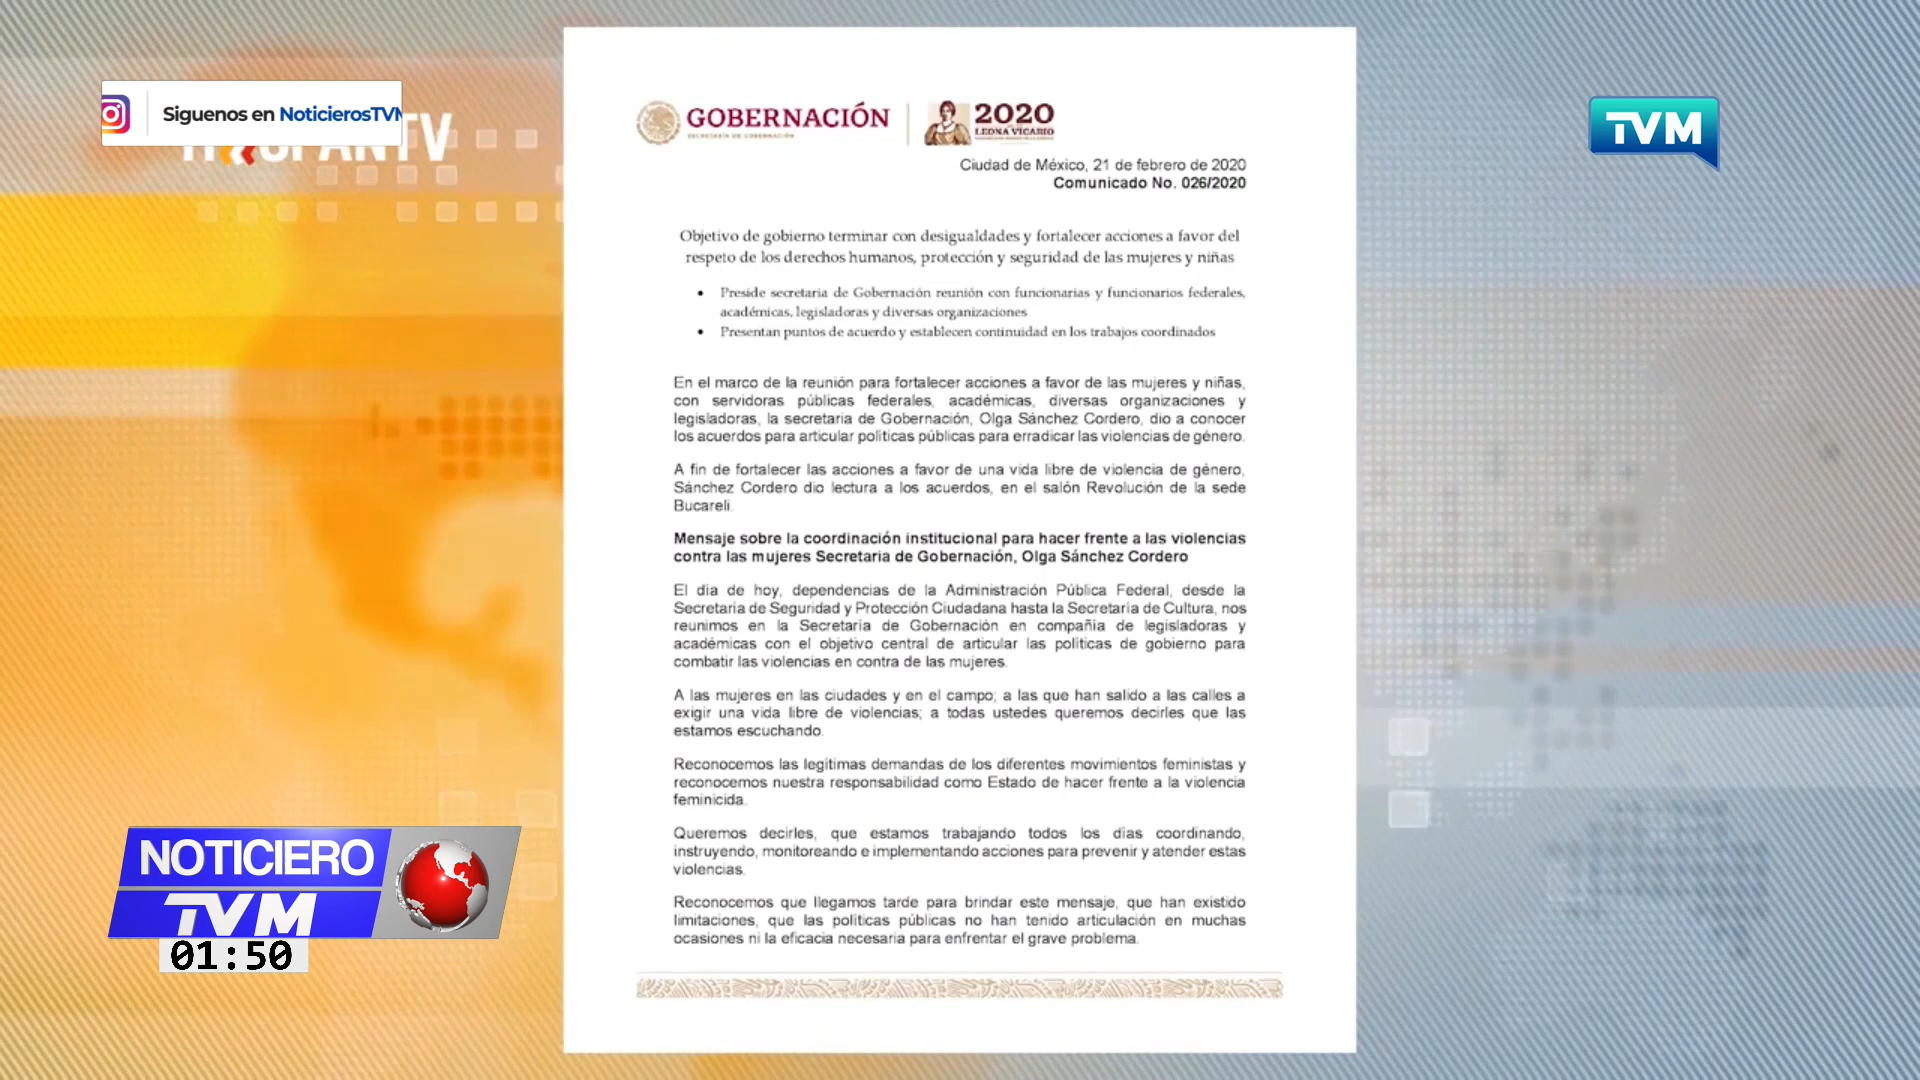 Siguenos en NoticierosTVM
TVM
GOBERNACIÓN
SECRETARÍA DE GOBERNACIÓN
2020
LEONA VICARIO
Ciudad de México, 21 de febrero de 2020
Comunicado No. 026/2020
Objetivo de gobierno terminar con desigualdades y fortalecer acciones a favor del
respeto de los derechos humanos, protección y seguridad de las mujeres y niñas
• Preside secretaria de Gobernación reunión con funcionarias y funcionarios federales,
académicas, legisladoras y diversas organizaciones
• Presentan puntos de acuerdo y establecen continuidad en los trabajos coordinados
En el marco de la reunión para fortalecer acciones a favor de las mujeres y niñas,
con servidoras públicas federales, académicas, diversas organizaciones y
legisladoras, la secretaria de Gobernación, Olga Sánchez Cordero, dio a conocer
los acuerdos para articular políticas públicas para erradicar las violencias de género.
A fin de fortalecer las acciones a favor de una vida libre de violencia de género,
Sánchez Cordero dio lectura a los acuerdos, en el salón Revolución de la sede
Bucareli.
Mensaje sobre la coordinación institucional para hacer frente a las violencias
contra las mujeres Secretaria de Gobernación, Olga Sánchez Cordero
El día de hoy, dependencias de la Administración Pública Federal, desde la
Secretaría de Seguridad y Protección Ciudadana hasta la Secretaría de Cultura, nos
reunimos en la Secretaría de Gobernación en compañía de legisladoras y
académicas con el objetivo central de articular las políticas de gobierno para
combatir las violencias en contra de las mujeres.
A las mujeres en las ciudades y en el campo; a las que han salido a las calles a
exigir una vida libre de violencias; a todas ustedes queremos decirles que las
estamos escuchando.
Reconocemos las legítimas demandas de los diferentes movimientos feministas y
reconocemos nuestra responsabilidad como Estado de hacer frente a la violencia
feminicida.
Queremos decirles, que estamos trabajando todos los días coordinando,
instruyendo, monitoreando e implementando acciones para prevenir y atender estas
violencias.
Reconocemos que llegamos tarde para brindar este mensaje, que han existido
limitaciones, que las políticas públicas no han tenido articulación en muchas
ocasiones ni la eficacia necesaria para enfrentar el grave problema.
NOTICIERO
TVM
01:50